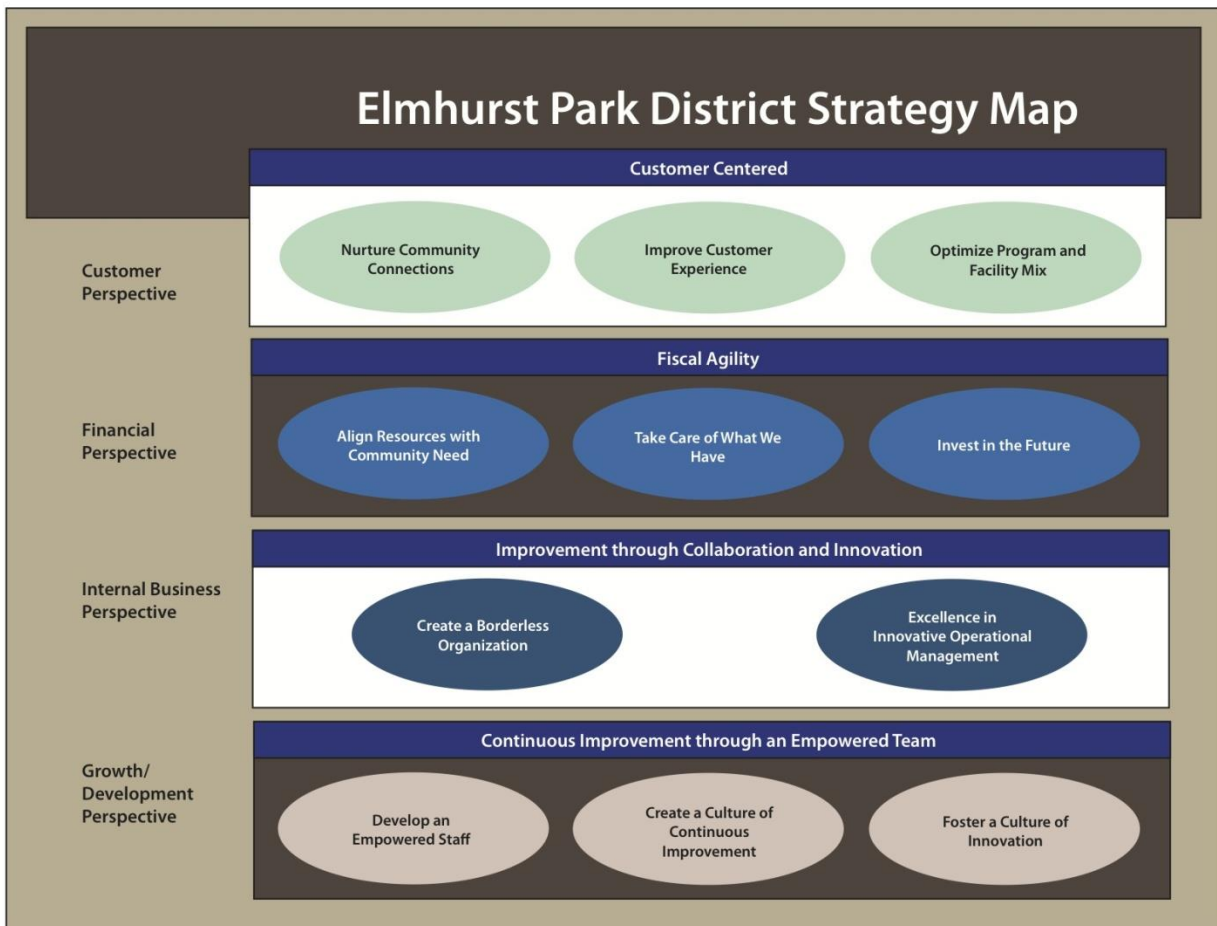 Elmhurst Park District Strategy Map
Customer Centered
Customer
Perspective
Nurture Community
Connections
Improve Customer
Experience
Optimize Program and
Facility Mix
Fiscal Agility
Financial
Perspective
Align Resources with
Community Need
Take Care of What We
Have
Invest in the Future
Improvement through Collaboration and Innovation
Internal Business
Perspective
Create a Borderless
Organization
Excellence in
Innovative Operational
Management
Continuous Improvement through an Empowered Team
Growth/
Development
Perspective
Develop an
Empowered Staff
Create a Culture of
Continuous
Improvement
Foster a Culture of
Innovation